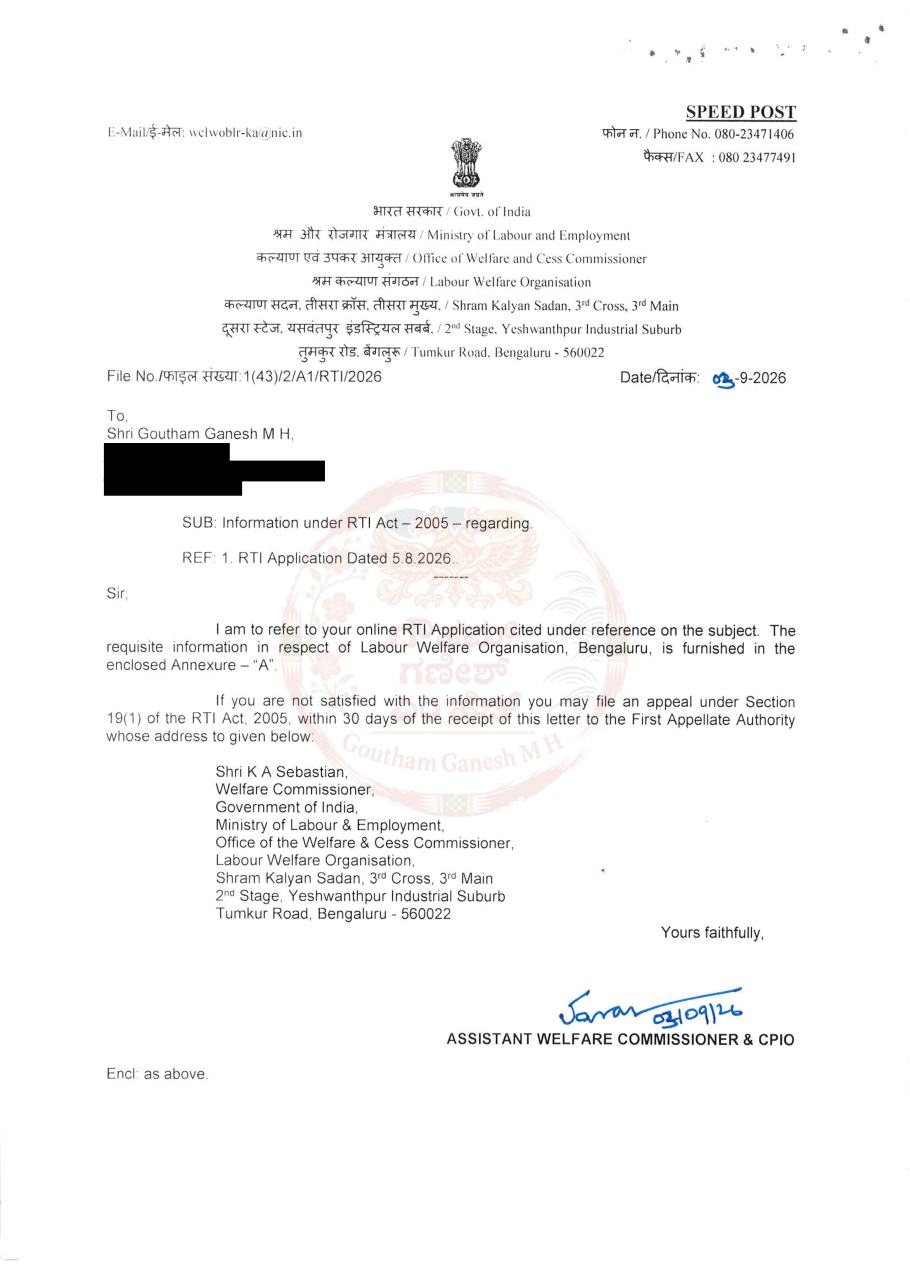 SPEED POST
E-Mail/ई-मेल: wclwoblr-ka@nic.in
फोन न. / Phone No. 080-23471406
फैक्स/FAX : 080 23477491
सत्यमेव जयते
भारत सरकार / Govt. of India
श्रम और रोजगार मंत्रालय / Ministry of Labour and Employment
कल्याण एवं उपकर आयुक्त / Office of Welfare and Cess Commissioner
श्रम कल्याण संगठन / Labour Welfare Organisation
कल्याण सदन, तीसरा क्रॉस, तीसरा मुख्य, / Shram Kalyan Sadan, 3rd Cross, 3rd Main
दूसरा स्टेज, यसवंतपुर इंडस्ट्रियल सबर्ब, / 2nd Stage, Yeshwanthpur Industrial Suburb
तुमकुर रोड, बेंगलुरू / Tumkur Road, Bengaluru - 560022
File No./फाइल संख्या:1(43)/2/A1/RTI/2026
Date/दिनांक: 03-9-2026
To,
Shri Goutham Ganesh M H,
SUB: Information under RTI Act – 2005 – regarding.
REF: 1. RTI Application Dated 5.8.2026..
-------
Sir,
I am to refer to your online RTI Application cited under reference on the subject. The
requisite information in respect of Labour Welfare Organisation, Bengaluru, is furnished in the
enclosed Annexure – “A”.
If you are not satisfied with the information you may file an appeal under Section
19(1) of the RTI Act, 2005, within 30 days of the receipt of this letter to the First Appellate Authority
whose address to given below:
Shri K A Sebastian,
Welfare Commissioner,
Government of India,
Ministry of Labour & Employment,
Office of the Welfare & Cess Commissioner,
Labour Welfare Organisation,
Shram Kalyan Sadan, 3rd Cross, 3rd Main
2nd Stage, Yeshwanthpur Industrial Suburb
Tumkur Road, Bengaluru - 560022
Yours faithfully,
03/09/26
ASSISTANT WELFARE COMMISSIONER & CPIO
Encl: as above.
ಗೌತಮ್
ಗಣೇಶ್
ಎಂ ಹೆಚ್
Goutham Ganesh M H